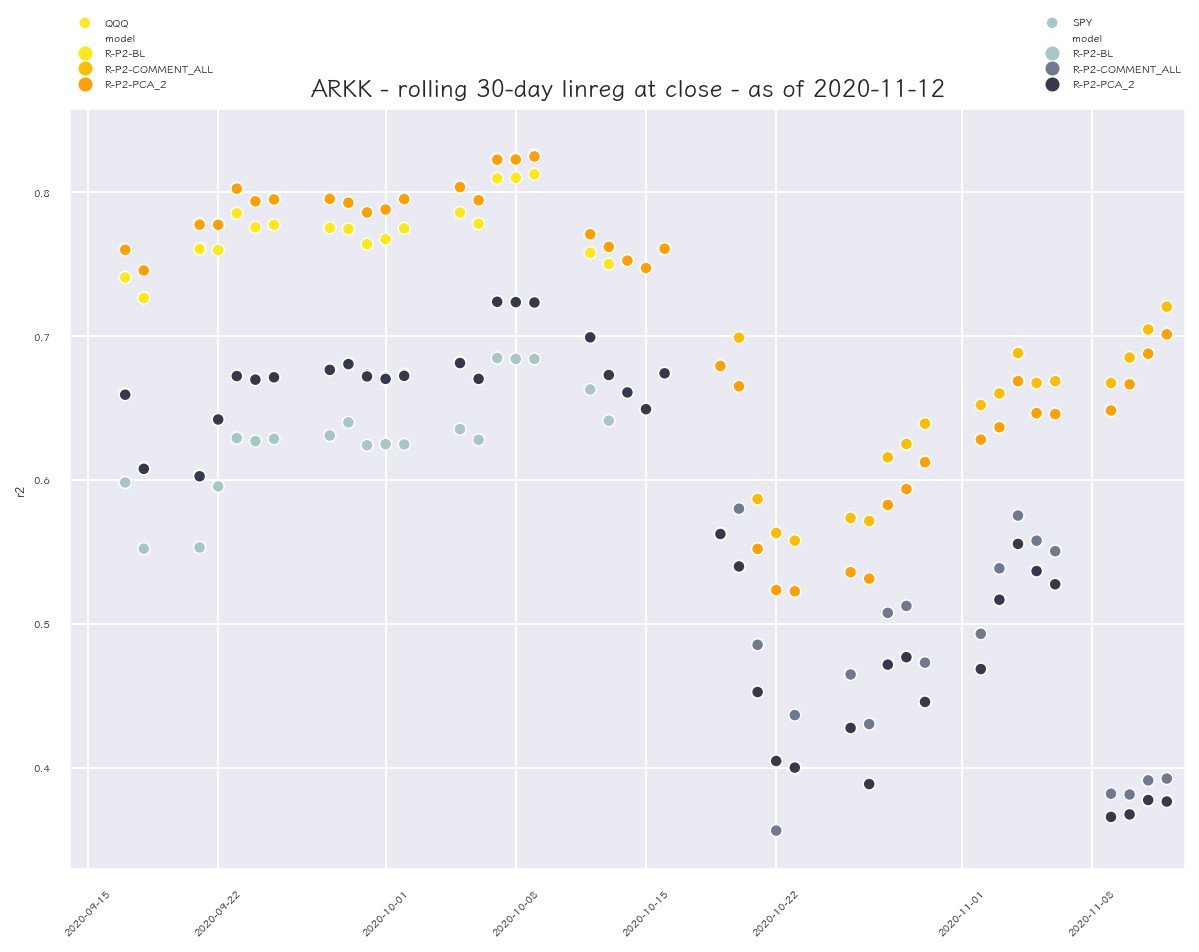 QQQ
model
R-P2-BL
R-P2-COMMENT_ALL
R-P2-PCA_2
SPY
model
R-P2-BL
R-P2-COMMENT_ALL
R-P2-PCA_2
ARKK - rolling 30-day linreg at close - as of 2020-11-12
0.8
0.7
0.6
0.5
0.4
r2
2020-09-15
2020-09-22
2020-10-01
2020-10-08
2020-10-15
2020-10-22
2020-11-01
2020-11-08